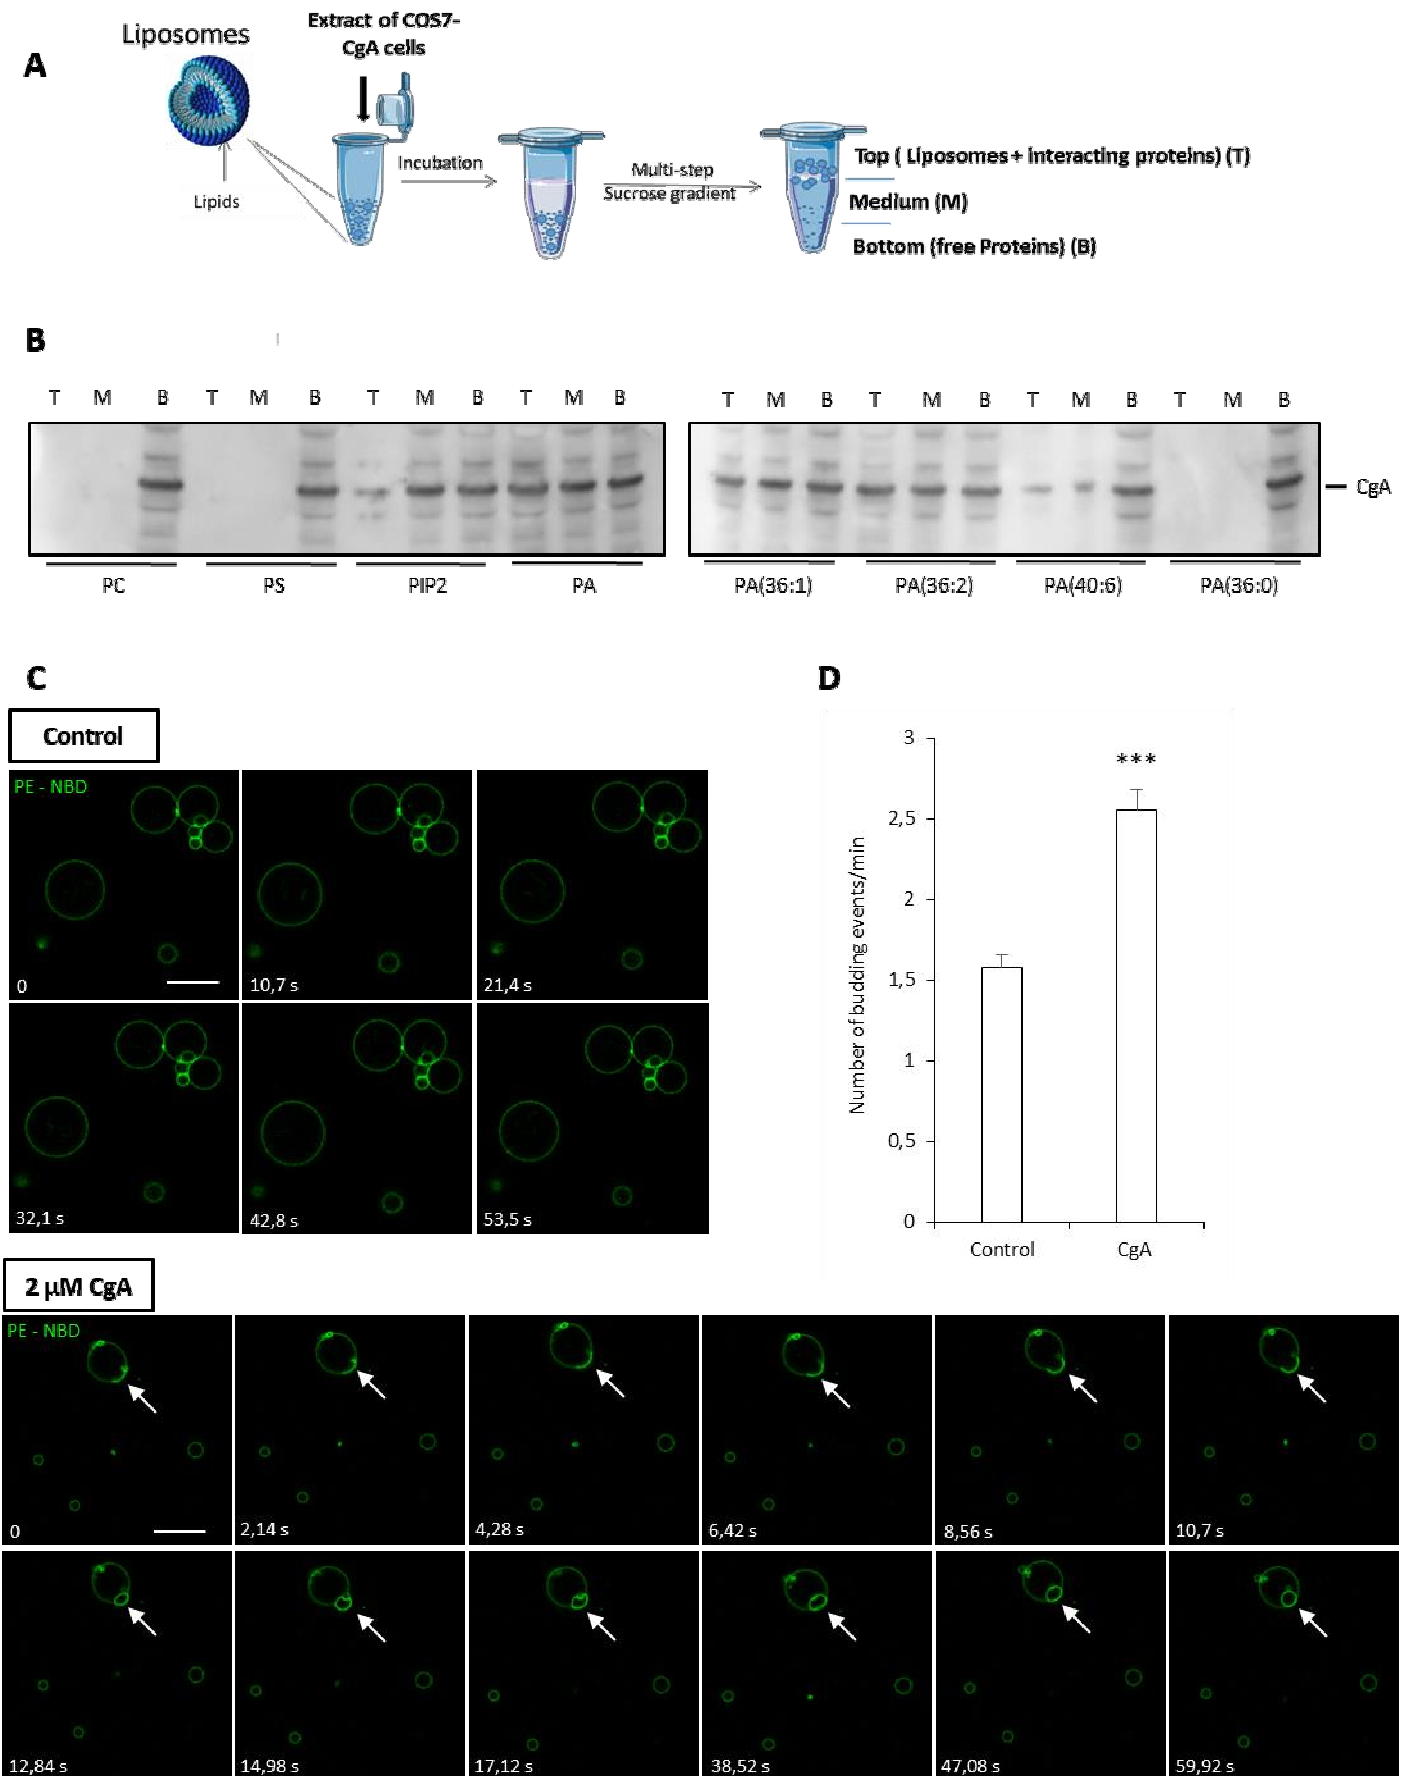 A
Liposomes
Lipids
Extract of COS7-
CgA cells
Incubation
Multi-step
Sucrose gradient
Top ( Liposomes + interacting proteins) (T)
Medium (M)
Bottom (free Proteins) (B)
B
T M B T M B T M B T M B
T M B T M B T M B T M B
CgA
PC PS PIP2 PA
PA(36:1) PA(36:2) PA(40:6) PA(36:0)
C
Control
PE - NBD
0
10,7 s
21,4 s
32,1 s
42,8 s
53,5 s
D
Number of budding events/min
3
2,5
2
1,5
1
0,5
0
***
Control
CgA
2 µM CgA
PE - NBD
0
2,14 s
4,28 s
6,42 s
8,56 s
10,7 s
12,84 s
14,98 s
17,12 s
38,52 s
47,08 s
59,92 s